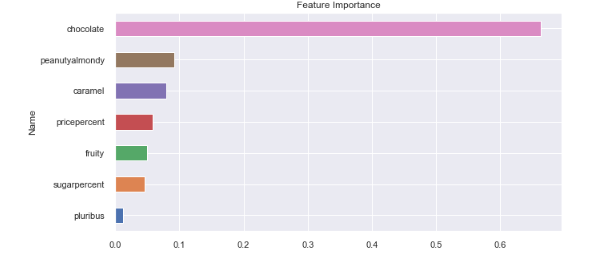 Feature Importance
chocolate
peanutyalmondy
caramel
pricepercent
fruity
sugarpercent
pluribus
Name
0.0 0.1 0.2 0.3 0.4 0.5 0.6